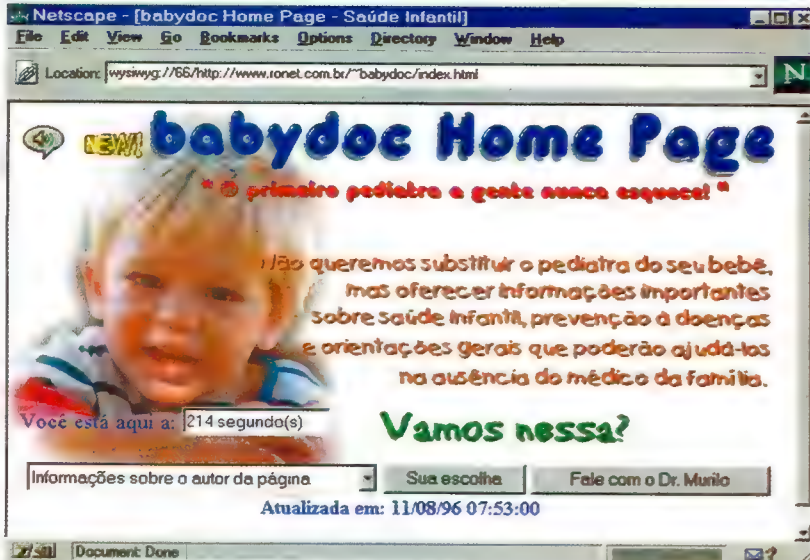 Netscape - [babydoc Home Page - Saúde Infantil]
File Edit View Go Bookmarks Options Directory Window Help
Location: wysiwyg://66/http://www.ronet.com.br/~babydoc/index.html
N
NEW! babydoc Home Page
" O primeiro pediatra a gente nunca esquece! "
Não queremos substituir o pediatra do seu bebê,
mas oferecer informações importantes
sobre saúde infantil, prevenção à doenças
e orientações gerais que poderão ajudá-los
na ausência do médico da família.
Você está aqui a: 214 segundo(s)
Vamos nessa?
Informações sobre o autor da página Sua escolha Fale com o Dr. Murilo
Atualizada em: 11/08/96 07:53:00
Document: Done
?